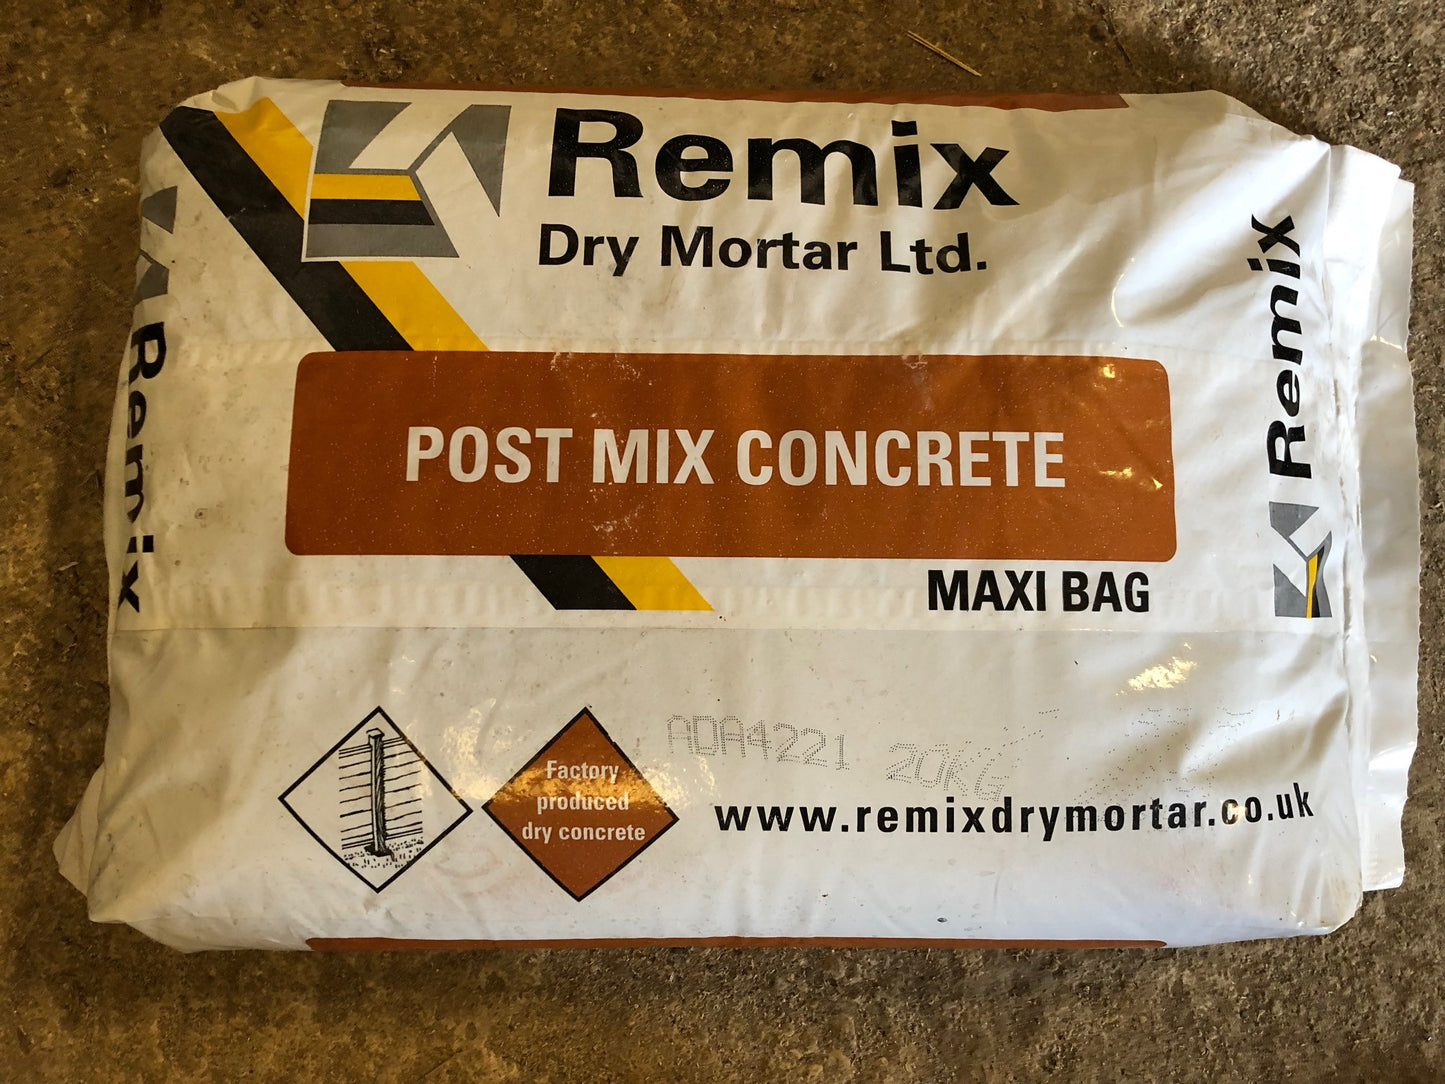 Remix
Dry Mortar Ltd.
Remix
Remix
POST MIX CONCRETE
MAXI BAG
Factory
produced
dry concrete
ADA4221 20KG
www.remixdrymortar.co.uk